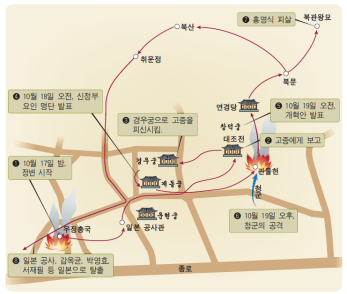 ❼ 홍영식 피살
북관왕묘
북산
취운정
북문
❹ 10월 18일 오전, 신정부
요인 명단 발표
연경당
❸ 경우궁으로 고종을
피신시킴.
창덕궁
❺ 10월 19일 오전,
개혁안 발표
대조전
❷ 고종에게 보고
❶ 10월 17일 밤,
정변 시작
경우궁
관물헌
계동궁
청군
운현궁
우정총국
일본 공사관
❻ 10월 19일 오후,
청군의 공격
❽ 일본 공사, 김옥균, 박영효,
서재필 등 일본으로 탈출
종로